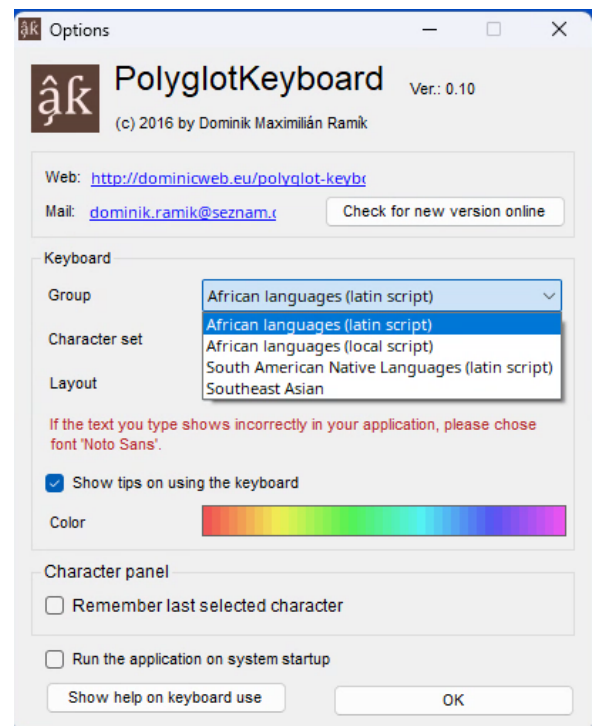 âƙ Options
âƙ PolyglotKeyboard Ver.: 0.10
(c) 2016 by Dominik Maximilián Ramík
Web: http://dominicweb.eu/polyglot-keybo
Mail: dominik.ramik@seznam.c Check for new version online
Keyboard
Group African languages (latin script)
African languages (latin script)
Character set African languages (local script)
South American Native Languages (latin script)
Layout Southeast Asian
If the text you type shows incorrectly in your application, please chose
font 'Noto Sans'.
Show tips on using the keyboard
Color
Character panel
Remember last selected character
Run the application on system startup
Show help on keyboard use OK